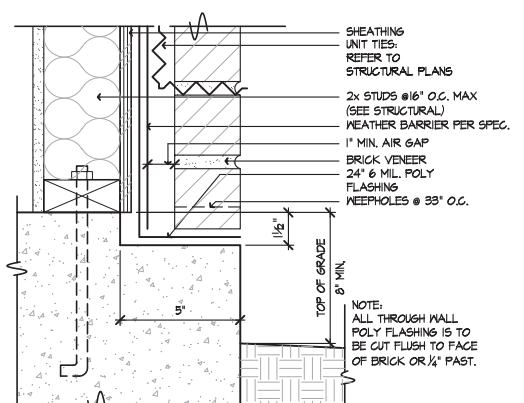 SHEATHING
UNIT TIES:
REFER TO
STRUCTURAL PLANS
2x STUDS @16" O.C. MAX
(SEE STRUCTURAL)
WEATHER BARRIER PER SPEC.
1" MIN. AIR GAP
BRICK VENEER
24" 6 MIL. POLY
FLASHING
WEEPHOLES @ 33" O.C.
1½"
TOP OF GRADE
8" MIN.
5"
NOTE:
ALL THROUGH WALL
POLY FLASHING IS TO
BE CUT FLUSH TO FACE
OF BRICK OR ¼" PAST.